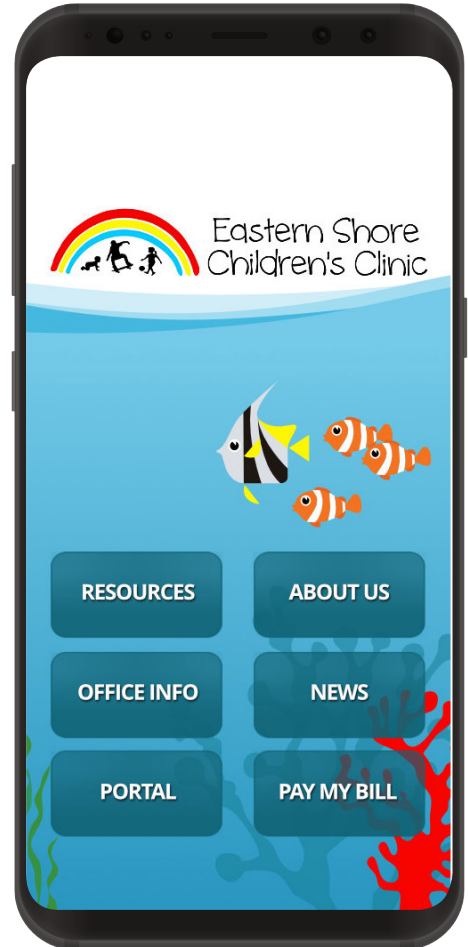 Eastern Shore
Children's Clinic
RESOURCES
ABOUT US
OFFICE INFO
NEWS
PORTAL
PAY MY BILL